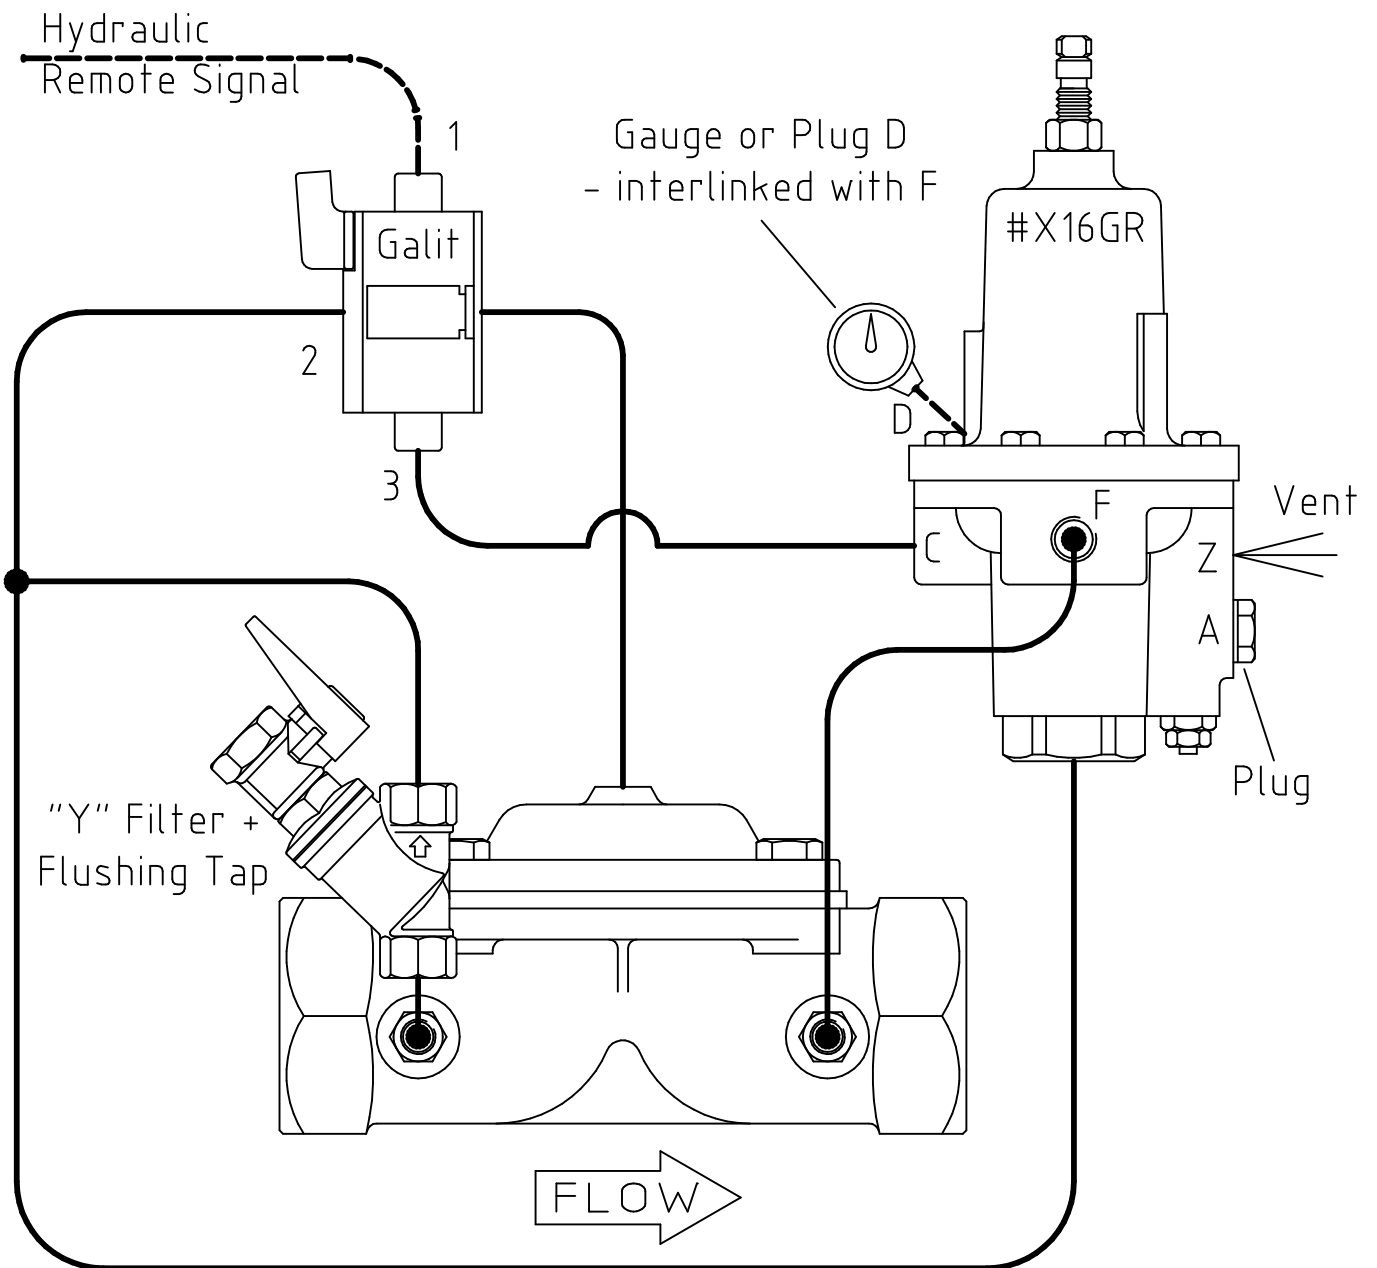 Hydraulic
Remote Signal
1
Gauge or Plug D
- interlinked with F
#X16GR
Galit
2
D
3
F
Vent
C
Z
A
Plug
"Y" Filter +
Flushing Tap
FLOW